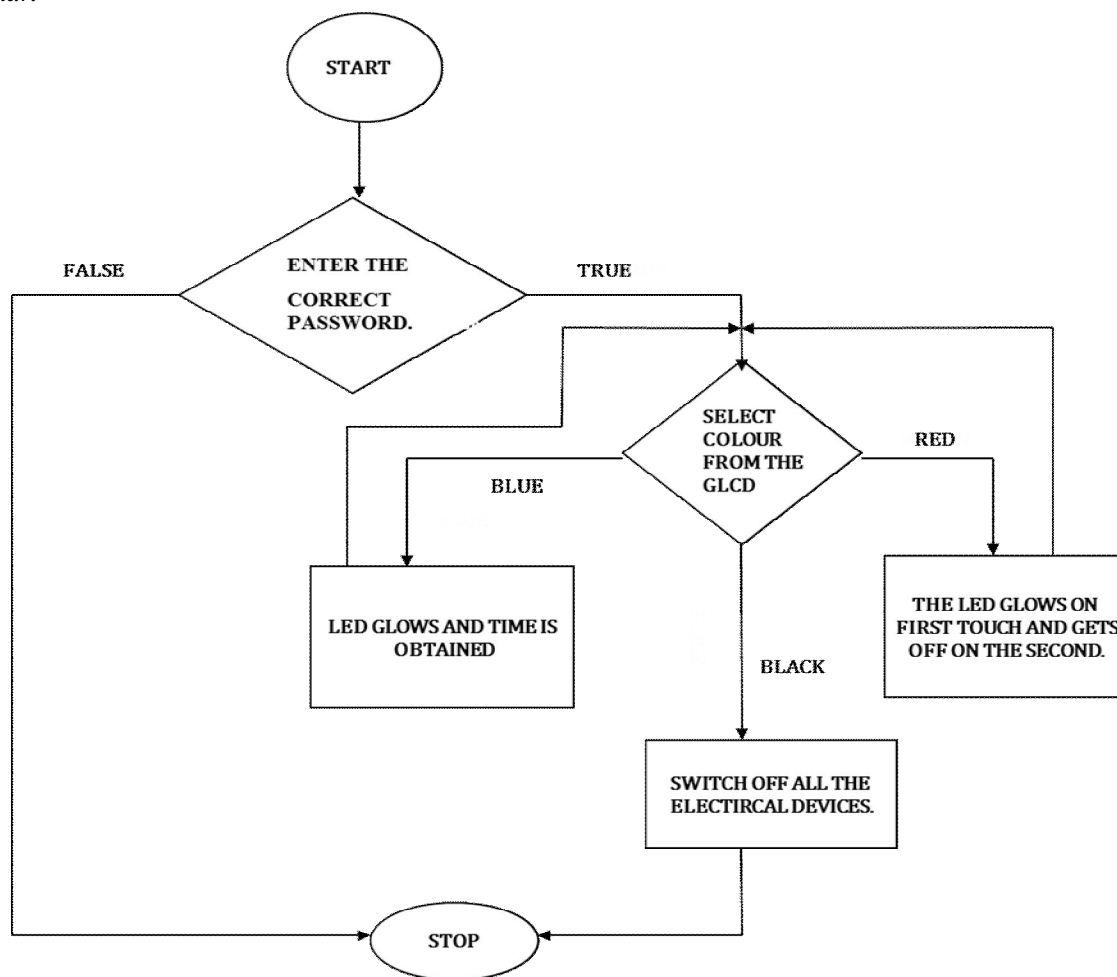 START
ENTER THE
CORRECT
PASSWORD.
FALSE
TRUE
SELECT
COLOUR
FROM THE
GLCD
RED
BLUE
LED GLOWS AND TIME IS
OBTAINED
THE LED GLOWS ON
FIRST TOUCH AND GETS
OFF ON THE SECOND.
BLACK
SWITCH OFF ALL THE
ELECTIRCAL DEVICES.
STOP